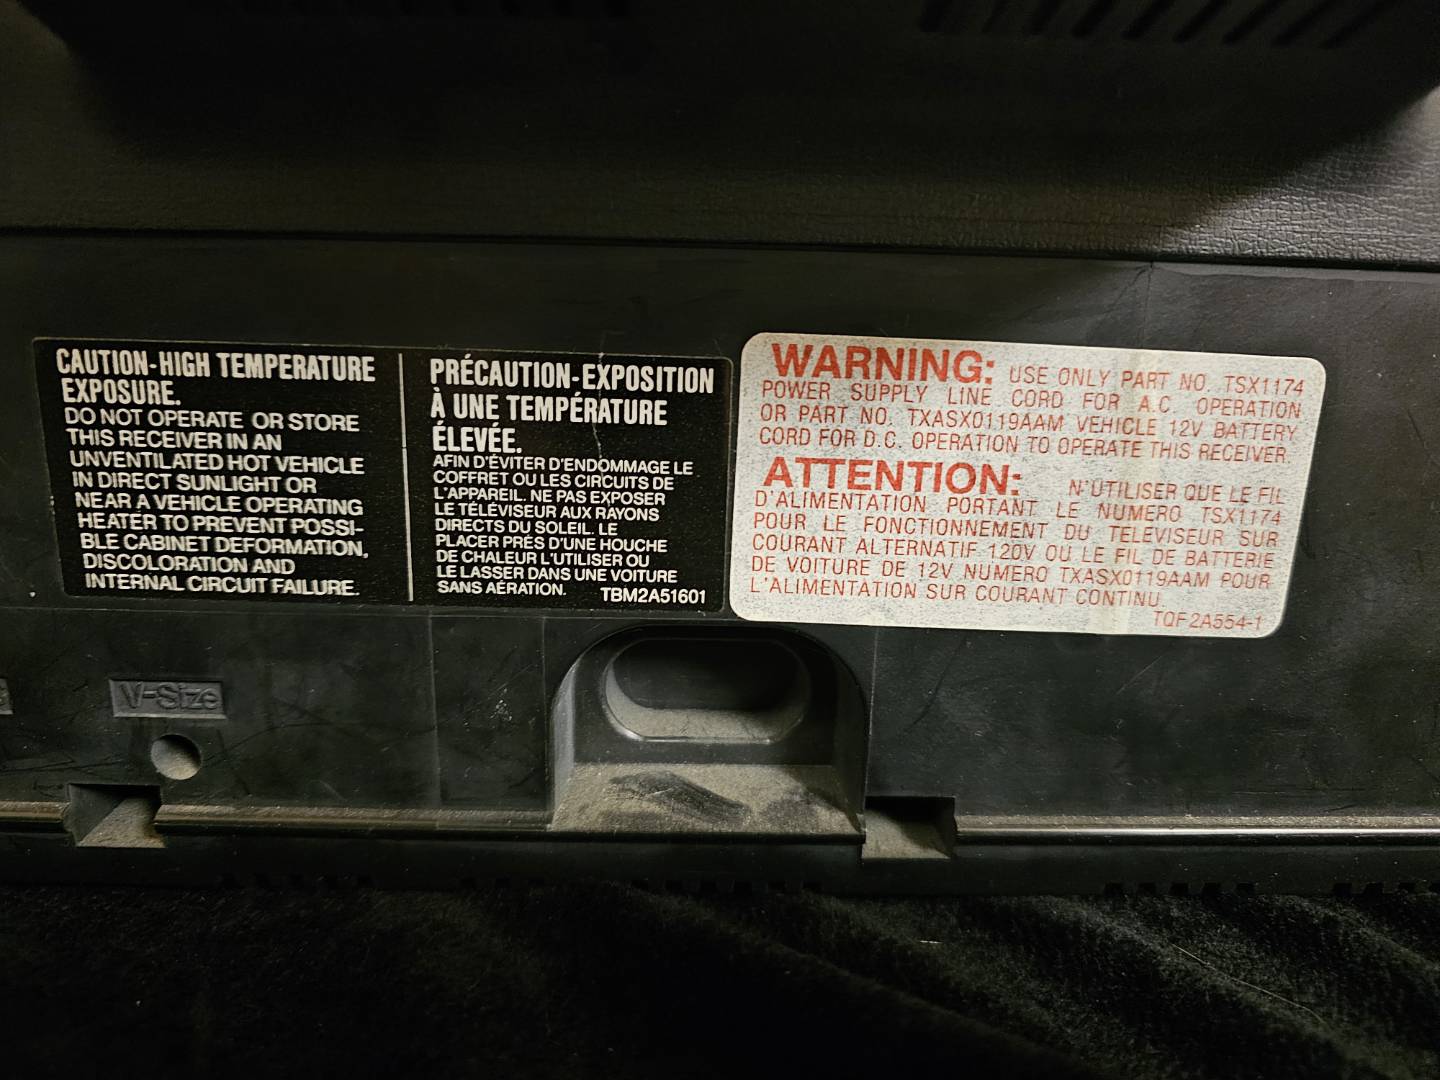 CAUTION-HIGH TEMPERATURE
EXPOSURE.
DO NOT OPERATE OR STORE
THIS RECEIVER IN AN
UNVENTILATED HOT VEHICLE
IN DIRECT SUNLIGHT OR
NEAR A VEHICLE OPERATING
HEATER TO PREVENT POSSI-
BLE CABINET DEFORMATION,
DISCOLORATION AND
INTERNAL CIRCUIT FAILURE.
PRÉCAUTION-EXPOSITION
À UNE TEMPÉRATURE
ÉLEVÉE.
AFIN D'ÉVITER D'ENDOMMAGE LE
COFFRET OU LES CIRCUITS DE
L'APPAREIL. NE PAS EXPOSER
LE TÉLÉVISEUR AUX RAYONS
DIRECTS DU SOLEIL. LE
PLACER PRÉS D'UNE HOUCHE
DE CHALEUR L'UTILISER OU
LE LASSER DANS UNE VOITURE
SANS AÉRATION. TBM2A51601
WARNING: USE ONLY PART NO. TSX1174
POWER SUPPLY LINE CORD FOR A.C. OPERATION
OR PART NO. TXASX0119AAM VEHICLE 12V BATTERY
CORD FOR D.C. OPERATION TO OPERATE THIS RECEIVER.
ATTENTION: N'UTILISER QUE LE FIL
D'ALIMENTATION PORTANT LE NUMERO TSX1174
POUR LE FONCTIONNEMENT DU TELEVISEUR SUR
COURANT ALTERNATIF 120V OU LE FIL DE BATTERIE
DE VOITURE DE 12V NUMERO TXASX0119AAM POUR
L'ALIMENTATION SUR COURANT CONTINU.
TQF2A554-1
V-Size